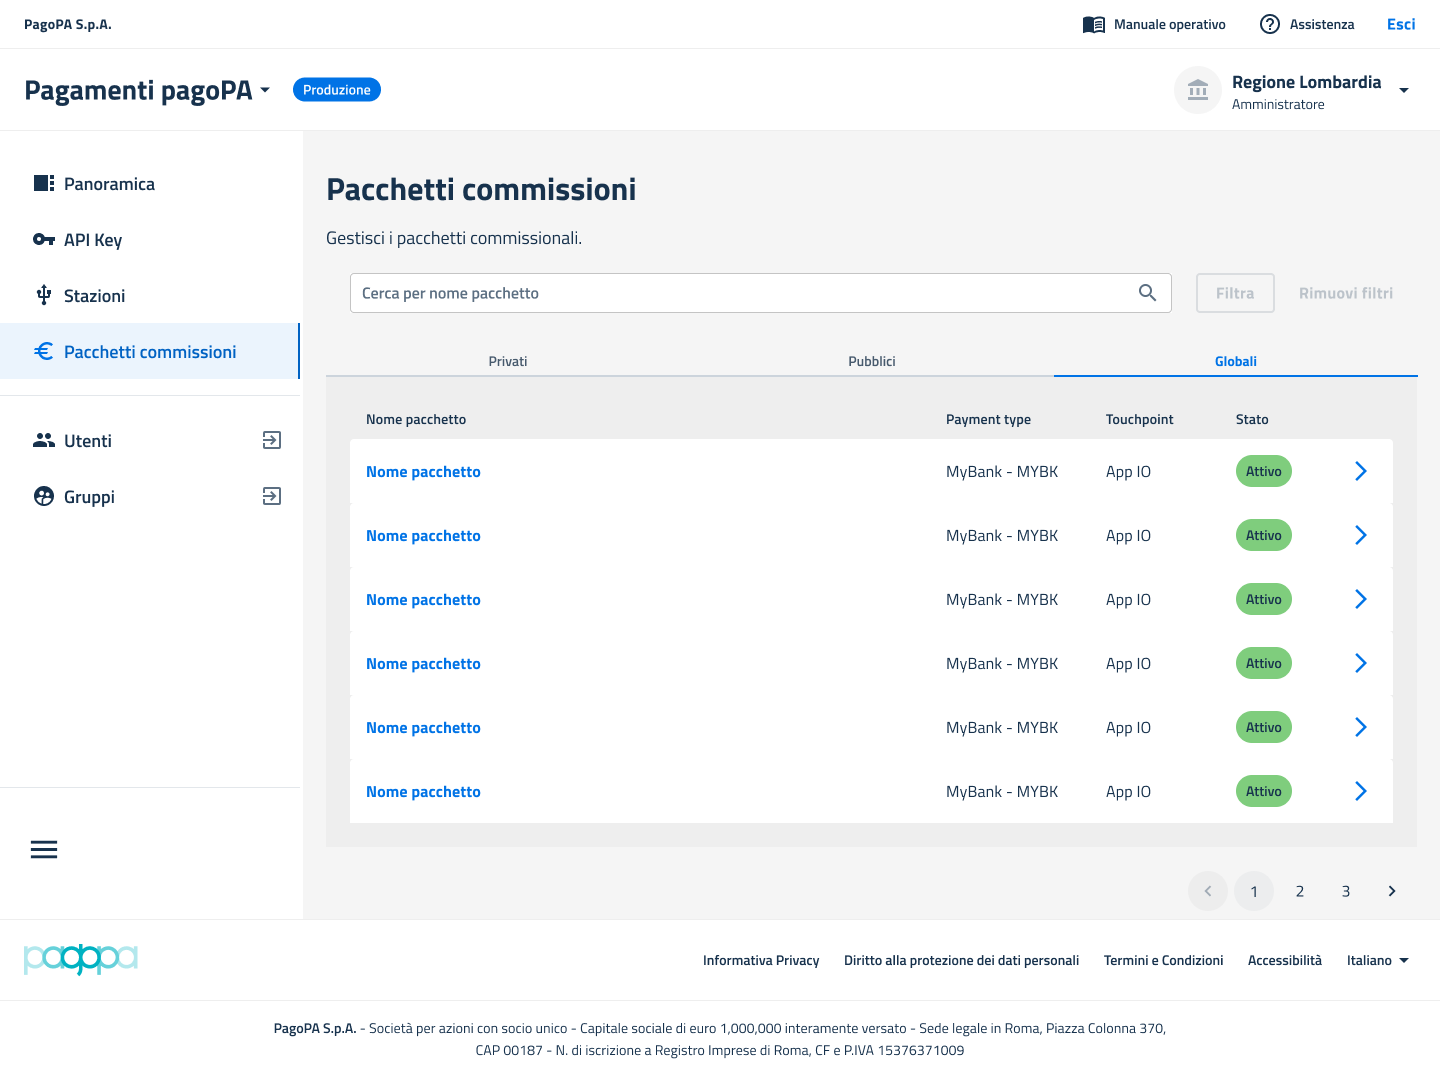 PagoPA S.p.A.
Manuale operativo
Assistenza
Esci
Pagamenti pagoPA
Produzione
Regione Lombardia
Amministratore
Panoramica
API Key
Stazioni
Pacchetti commissioni
Utenti
Gruppi
Pacchetti commissioni
Gestisci i pacchetti commissionali.
Cerca per nome pacchetto
Filtra
Rimuovi filtri
Privati
Pubblici
Globali
Nome pacchetto Payment type Touchpoint Stato
Nome pacchetto MyBank - MYBK App IO Attivo
Nome pacchetto MyBank - MYBK App IO Attivo
Nome pacchetto MyBank - MYBK App IO Attivo
Nome pacchetto MyBank - MYBK App IO Attivo
Nome pacchetto MyBank - MYBK App IO Attivo
Nome pacchetto MyBank - MYBK App IO Attivo
1 2 3
pagopa
Informativa Privacy
Diritto alla protezione dei dati personali
Termini e Condizioni
Accessibilità
Italiano
PagoPA S.p.A. - Società per azioni con socio unico - Capitale sociale di euro 1,000,000 interamente versato - Sede legale in Roma, Piazza Colonna 370,
CAP 00187 - N. di iscrizione a Registro Imprese di Roma, CF e P.IVA 15376371009